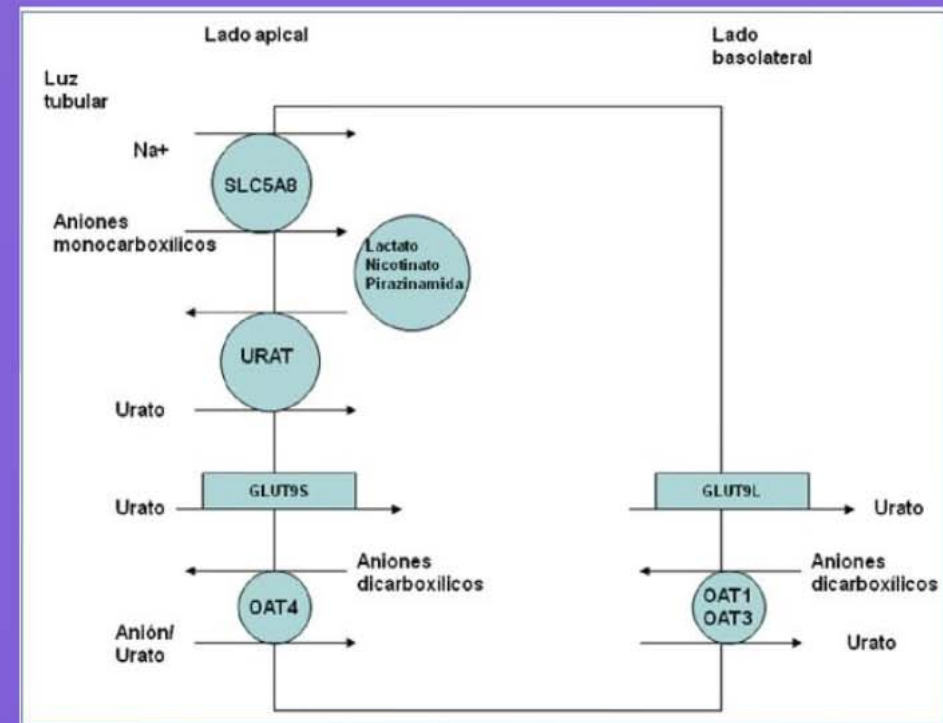 Lado apical
Lado
basolateral
Luz
tubular
Na+
SLC5A8
Aniones
monocarboxílicos
Lactato
Nicotinato
Pirazinamida
URAT
Urato
Urato
GLUT9S
GLUT9L
Urato
Aniones
dicarboxílicos
Aniones
dicarboxílicos
OAT4
OAT1
OAT3
Anión/
Urato
Urato